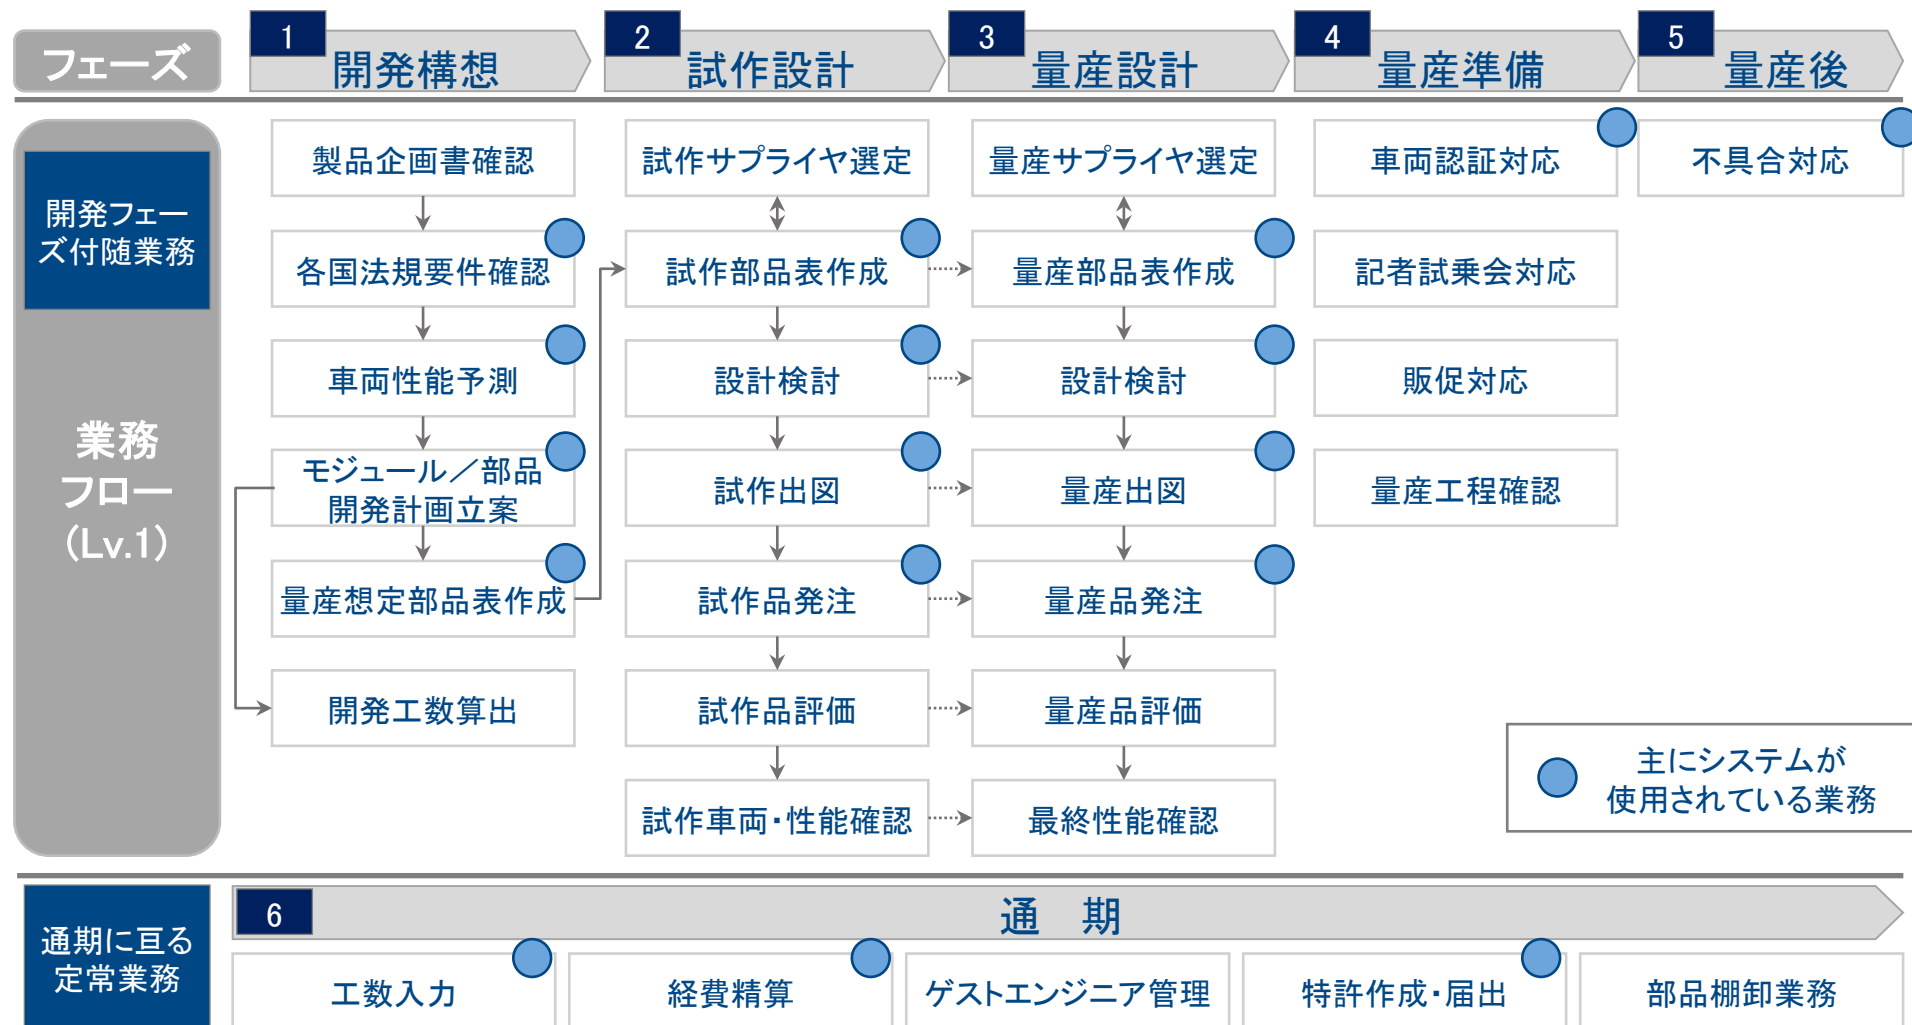 フェーズ
1
開発構想
2
試作設計
3
量産設計
4
量産準備
5
量産後
開発フェー
ズ付随業務
業務
フロー
(Lv.1)
製品企画書確認
各国法規要件確認
車両性能予測
モジュール／部品
開発計画立案
量産想定部品表作成
開発工数算出
試作サプライヤ選定
試作部品表作成
設計検討
試作出図
試作品発注
試作品評価
試作車両・性能確認
量産サプライヤ選定
量産部品表作成
設計検討
量産出図
量産品発注
量産品評価
最終性能確認
車両認証対応
記者試乗会対応
販促対応
量産工程確認
不具合対応
主にシステムが
使用されている業務
通期に亘る
定常業務
6
通　期
工数入力
経費精算
ゲストエンジニア管理
特許作成・届出
部品棚卸業務